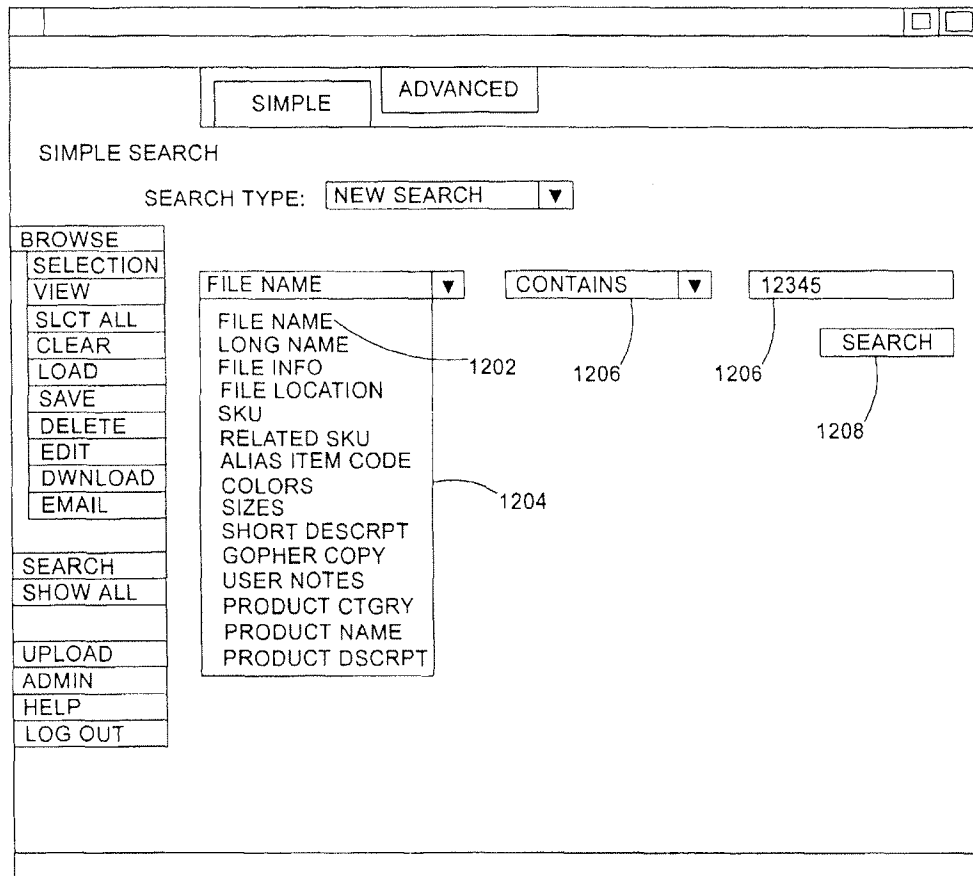 SIMPLE
ADVANCED
SIMPLE SEARCH
SEARCH TYPE: NEW SEARCH ▼
BROWSE
SELECTION
VIEW
SLCT ALL
CLEAR
LOAD
SAVE
DELETE
EDIT
DWNLOAD
EMAIL
SEARCH
SHOW ALL
UPLOAD
ADMIN
HELP
LOG OUT
FILE NAME ▼
FILE NAME
LONG NAME
FILE INFO
FILE LOCATION
SKU
RELATED SKU
ALIAS ITEM CODE
COLORS
SIZES
SHORT DESCRPT
GOPHER COPY
USER NOTES
PRODUCT CTGRY
PRODUCT NAME
PRODUCT DSCRPT
1202
1204
CONTAINS ▼
1206
12345
1206
SEARCH
1208